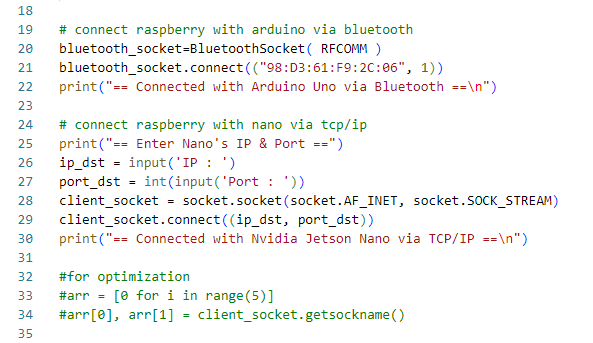 18
19 # connect raspberry with arduino via bluetooth
20 bluetooth_socket=BluetoothSocket( RFCOMM )
21 bluetooth_socket.connect(("98:D3:61:F9:2C:06", 1))
22 print("== Connected with Arduino Uno via Bluetooth ==\n")
23
24 # connect raspberry with nano via tcp/ip
25 print("== Enter Nano's IP & Port ==")
26 ip_dst = input('IP : ')
27 port_dst = int(input('Port : '))
28 client_socket = socket.socket(socket.AF_INET, socket.SOCK_STREAM)
29 client_socket.connect((ip_dst, port_dst))
30 print("== Connected with Nvidia Jetson Nano via TCP/IP ==\n")
31
32 #for optimization
33 #arr = [0 for i in range(5)]
34 #arr[0], arr[1] = client_socket.getsockname()
35